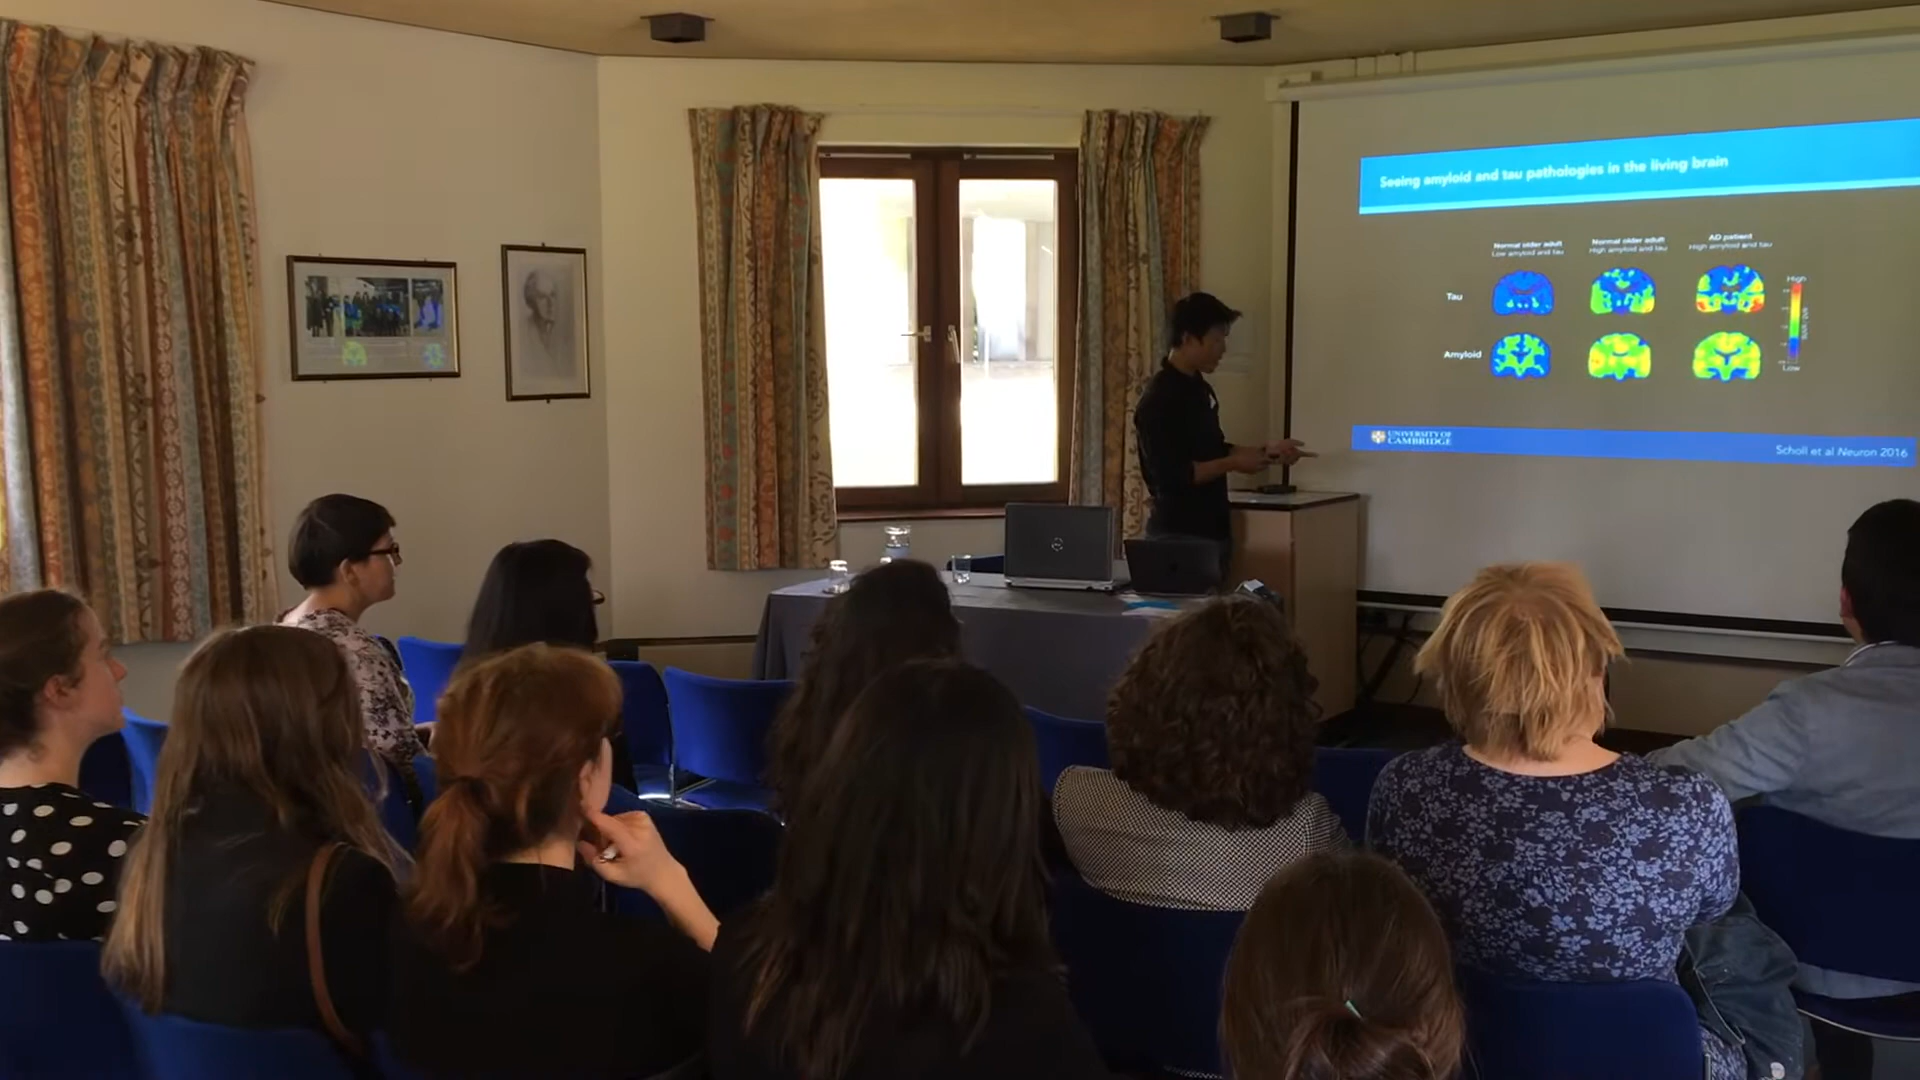 Seeing amyloid and tau pathologies in the living brain
Normal older adult
Low amyloid and tau
Normal older adult
High amyloid and tau
AD patient
High amyloid and tau
Tau
Amyloid
High
Low
UNIVERSITY OF
CAMBRIDGE
Scholl et al Neuron 2016